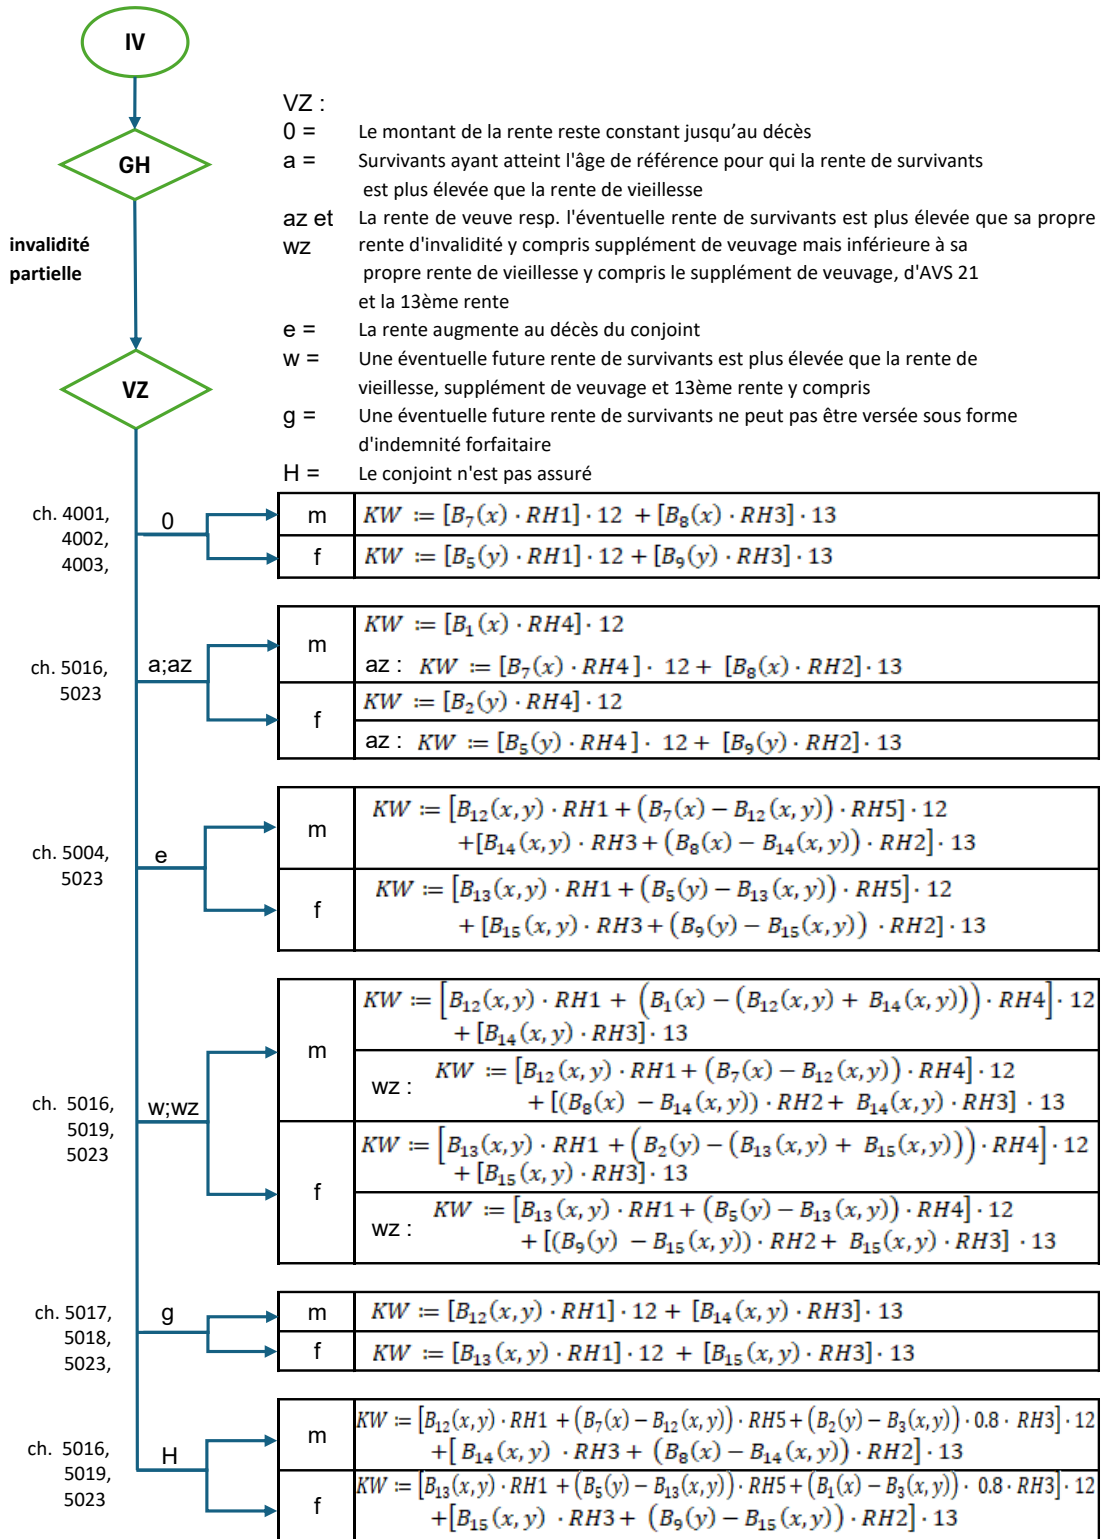 IV
GH
invalidité
partielle
VZ
VZ :
0 = Le montant de la rente reste constant jusqu'au décès
a = Survivants ayant atteint l'âge de référence pour qui la rente de survivants
est plus élevée que la rente de vieillesse
az et La rente de veuve resp. l'éventuelle rente de survivants est plus élevée que sa propre
wz rente d'invalidité y compris supplément de veuvage mais inférieure à sa
propre rente de vieillesse y compris le supplément de veuvage, d'AVS 21
et la 13ème rente
e = La rente augmente au décès du conjoint
w = Une éventuelle future rente de survivants est plus élevée que la rente de
vieillesse, supplément de veuvage et 13ème rente y compris
g = Une éventuelle future rente de survivants ne peut pas être versée sous forme
d'indemnité forfaitaire
H = Le conjoint n'est pas assuré
ch. 4001,
4002,
4003,
0
m
KW := [B₇(x) · RH1] · 12 + [B₈(x) · RH3] · 13
f
KW := [B₅(y) · RH1] · 12 + [B₉(y) · RH3] · 13
ch. 5016,
5023
a;az
m
KW := [B₁(x) · RH4] · 12
az : KW := [B₇(x) · RH4] · 12 + [B₈(x) · RH2] · 13
f
KW := [B₂(y) · RH4] · 12
az : KW := [B₅(y) · RH4] · 12 + [B₉(y) · RH2] · 13
ch. 5004,
5023
e
m
KW := [B₁₂(x,y) · RH1 + (B₇(x) − B₁₂(x,y)) · RH5] · 12
+[B₁₄(x,y) · RH3 + (B₈(x) − B₁₄(x,y)) · RH2] · 13
f
KW := [B₁₃(x,y) · RH1 + (B₅(y) − B₁₃(x,y)) · RH5] · 12
+ [B₁₅(x,y) · RH3 + (B₉(y) − B₁₅(x,y)) · RH2] · 13
ch. 5016,
5019,
5023
w;wz
m
KW := [B₁₂(x,y) · RH1 + (B₁(x) − (B₁₂(x,y) + B₁₄(x,y))) · RH4] · 12
+ [B₁₄(x,y) · RH3] · 13
wz : KW := [B₁₂(x,y) · RH1 + (B₇(x) − B₁₂(x,y)) · RH4] · 12
+ [(B₈(x) − B₁₄(x,y)) · RH2 + B₁₄(x,y) · RH3] · 13
f
KW := [B₁₃(x,y) · RH1 + (B₂(y) − (B₁₃(x,y) + B₁₅(x,y))) · RH4] · 12
+ [B₁₅(x,y) · RH3] · 13
wz : KW := [B₁₃(x,y) · RH1 + (B₅(y) − B₁₃(x,y)) · RH4] · 12
+ [(B₉(y) − B₁₅(x,y)) · RH2 + B₁₅(x,y) · RH3] · 13
ch. 5017,
5018,
5023,
g
m
KW := [B₁₂(x,y) · RH1] · 12 + [B₁₄(x,y) · RH3] · 13
f
KW := [B₁₃(x,y) · RH1] · 12 + [B₁₅(x,y) · RH3] · 13
ch. 5016,
5019,
5023
H
m
KW := [B₁₂(x,y) · RH1 + (B₇(x) − B₁₂(x,y)) · RH5 + (B₂(y) − B₃(x,y)) · 0.8 · RH3] · 12
+[B₁₄(x,y) · RH3 + (B₈(x) − B₁₄(x,y)) · RH2] · 13
f
KW := [B₁₃(x,y) · RH1 + (B₅(y) − B₁₃(x,y)) · RH5 + (B₁(x) − B₃(x,y)) · 0.8 · RH3] · 12
+[B₁₅(x,y) · RH3 + (B₉(y) − B₁₅(x,y)) · RH2] · 13